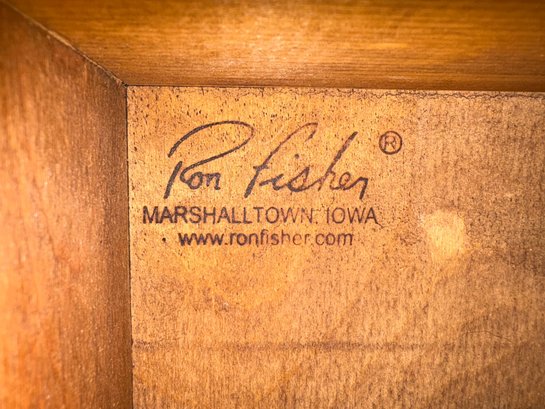 Ron Fisher ®
MARSHALLTOWN, IOWA
www.ronfisher.com